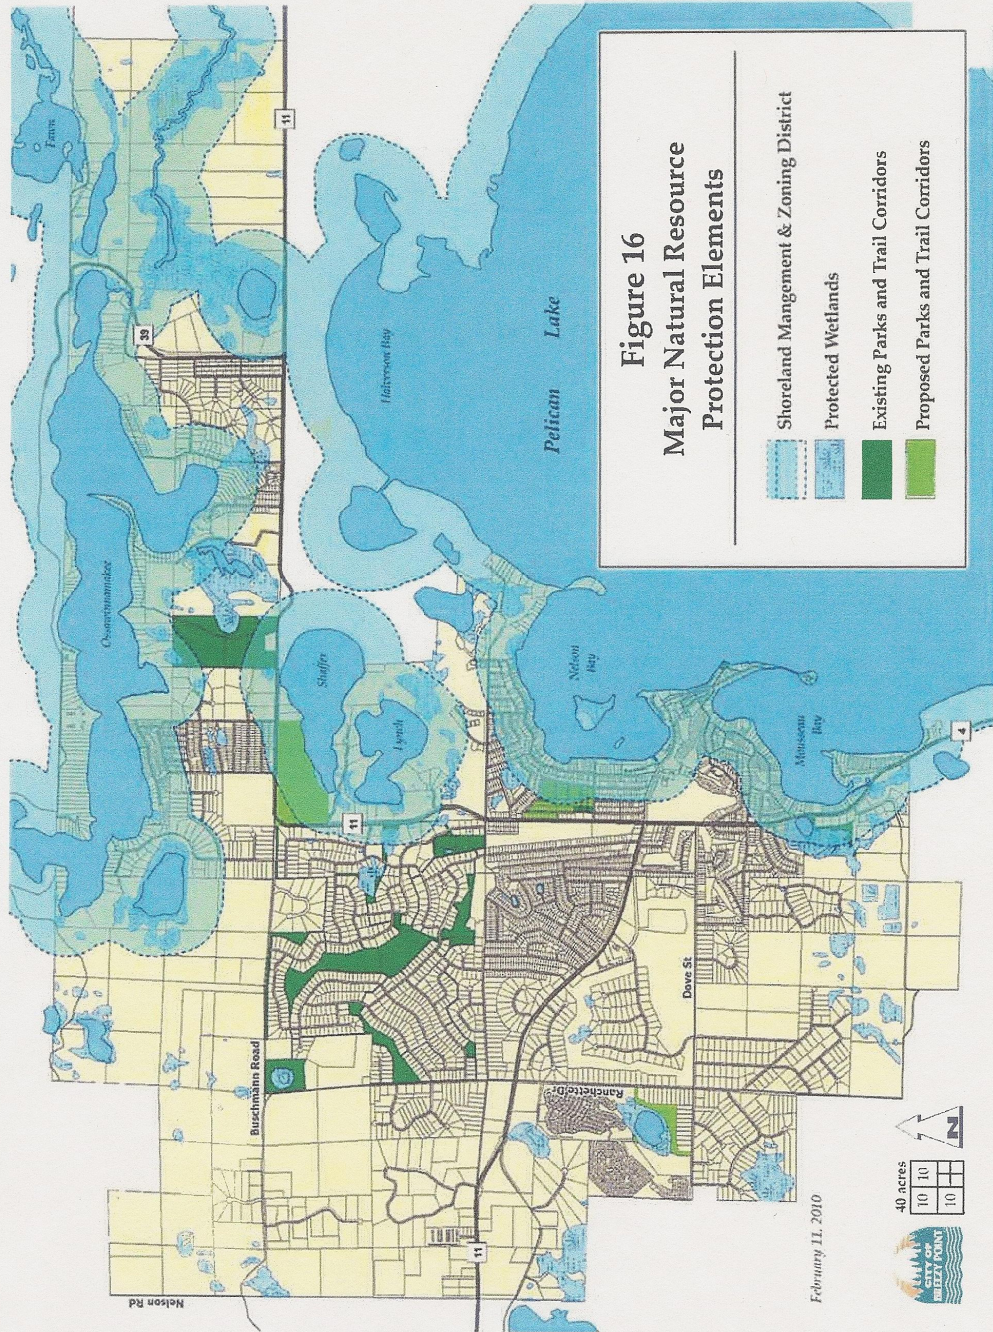 Figure 16
Major Natural Resource
Protection Elements
Shoreland Mangement & Zoning District
Protected Wetlands
Existing Parks and Trail Corridors
Proposed Parks and Trail Corridors
Fawn
Ossawinnamakee
Halverson Bay
Pelican Lake
Shaffer
Lynch
Nelson
Bay
Mousseau
Bay
11
39
11
4
11
Nelson Rd
Buschmann Road
Dove St
Ranchette Dr
February 11, 2010
40 acres
10
10
10
N
CITY OF
BREEZY POINT